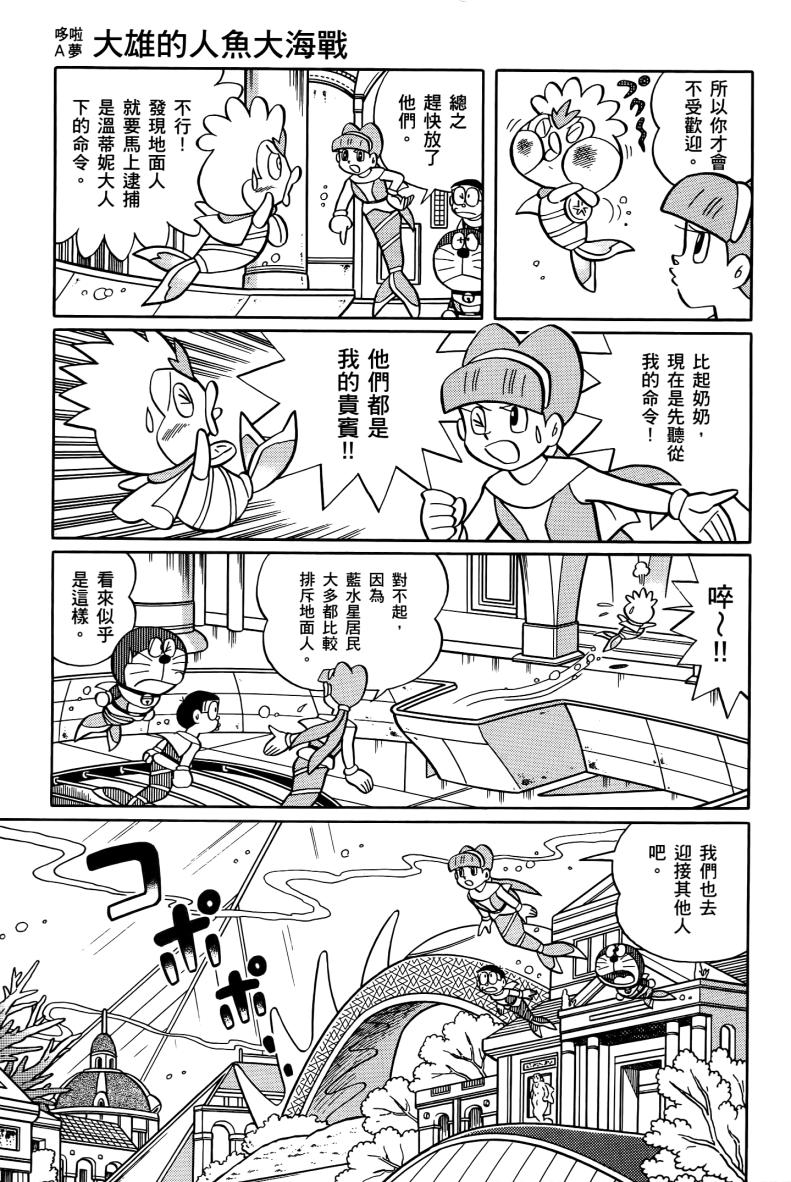 哆啦
A夢
大雄的人魚大海戰
所以你才會
不受歡迎。
プク〜
總之
趕快放了
他們。
不行！
發現地面人
就要馬上逮捕
是溫蒂妮大人
下的命令。
比起奶奶，
現在是先聽從
我的命令！
他們都是
我的貴賓!!
啐～!!
對不起，
因為
藍水星居民
大多都比較
排斥地面人。
看來似乎
是這樣。
我們也去
迎接其他人
吧。
コポポ…